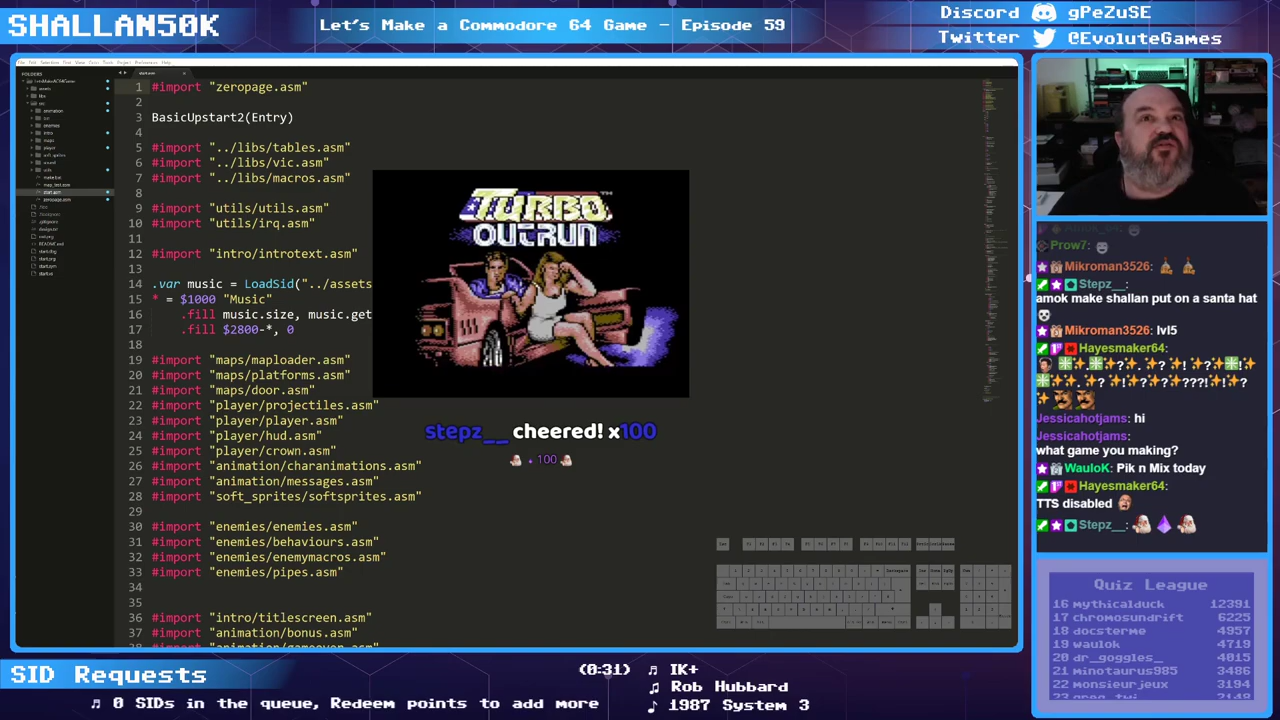 SHALLAN50K
Let's Make a Commodore 64 Game - Episode 59
Discord gPeZuSE
Twitter @EvoluteGames
FOLDERS
start.asm
1 #import "zeropage.asm"
2
3 BasicUpstart2(Entry)
4
5 #import "../libs/tables.asm"
6 #import "../libs/vic.asm"
7 #import "../libs/macros.asm"
8
9 #import "utils/utils.asm"
10 #import "utils/irq.asm"
11
12 #import "intro/introtext.asm"
13
14 .var music = LoadSid("../assets
15 * = $1000 "Music"
16 .fill music.size, music.get
17 .fill $2800-*, 0
18
19 #import "maps/maploader.asm"
20 #import "maps/platforms.asm"
21 #import "maps/door.asm"
22 #import "player/projectiles.asm"
23 #import "player/player.asm"
24 #import "player/hud.asm"
25 #import "player/crown.asm"
26 #import "animation/charanimations.asm"
27 #import "animation/messages.asm"
28 #import "soft_sprites/softsprites.asm"
29
30 #import "enemies/enemies.asm"
31 #import "enemies/behaviours.asm"
32 #import "enemies/enemymacros.asm"
33 #import "enemies/pipes.asm"
34
35
36 #import "intro/titlescreen.asm"
37 #import "animation/bonus.asm"
TURBO
OUTRUN
TM
stepz__ cheered! x100
100
Prow7:
Mikroman3526:
Stepz__:
amok make shallan put on a santa hat
Mikroman3526: lvl5
Hayesmaker64:
Jessicahotjams: hi
Jessicahotjams:
what game you making?
WauloK: Pik n Mix today
Hayesmaker64:
TTS disabled
Stepz__:
Quiz League
16 mythicalduck 12391
17 chromosundrift 6225
18 docsterme 4957
19 waulok 4719
20 dr_goggles_ 4015
21 minotaurus985 3486
22 monsieurjeux 3194
SID Requests
(0:31) IK+
Rob Hubbard
1987 System 3
0 SIDs in the queue, Redeem points to add more